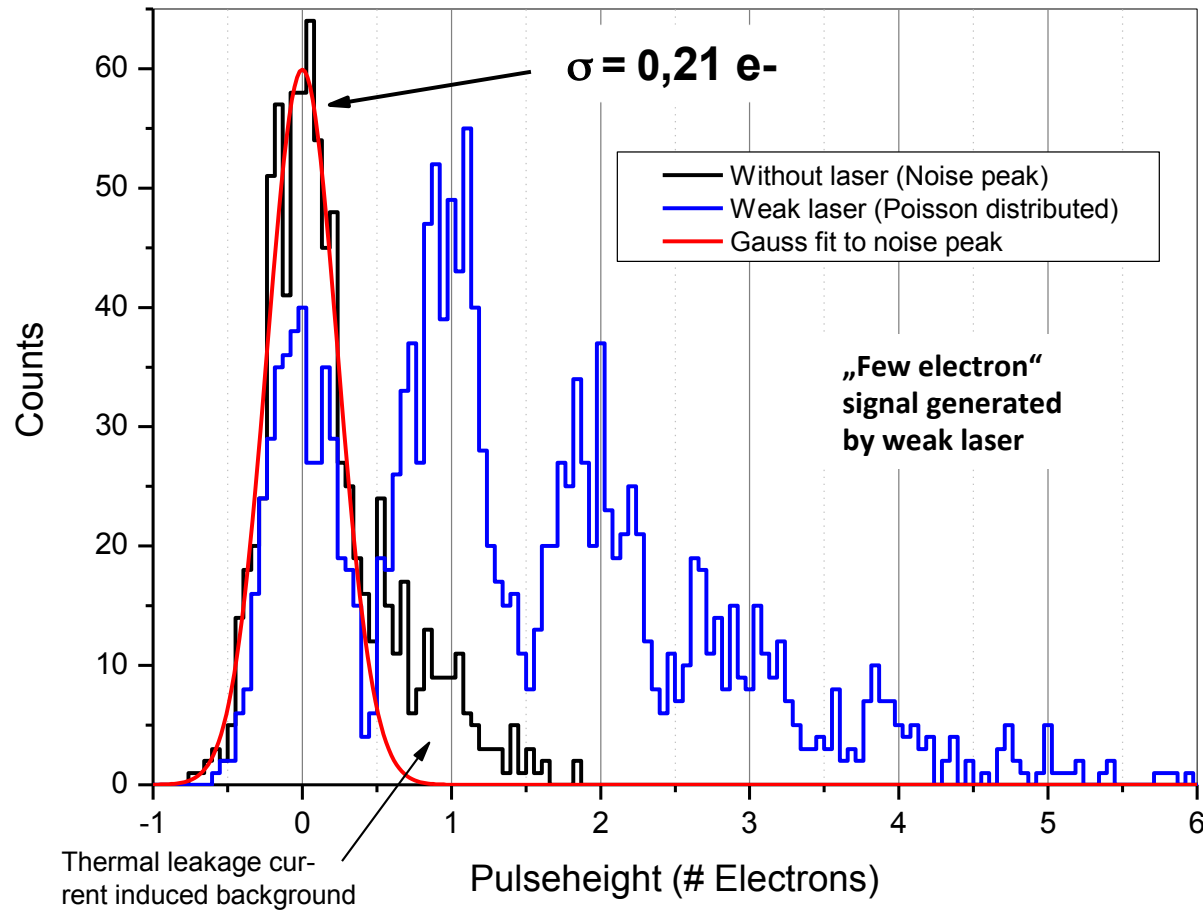 σ = 0,21 e-
Without laser (Noise peak)
Weak laser (Poisson distributed)
Gauss fit to noise peak
„Few electron“
signal generated
by weak laser
Counts
60
50
40
30
20
10
0
-1 0 1 2 3 4 5 6
Thermal leakage cur-
rent induced background
Pulseheight (# Electrons)